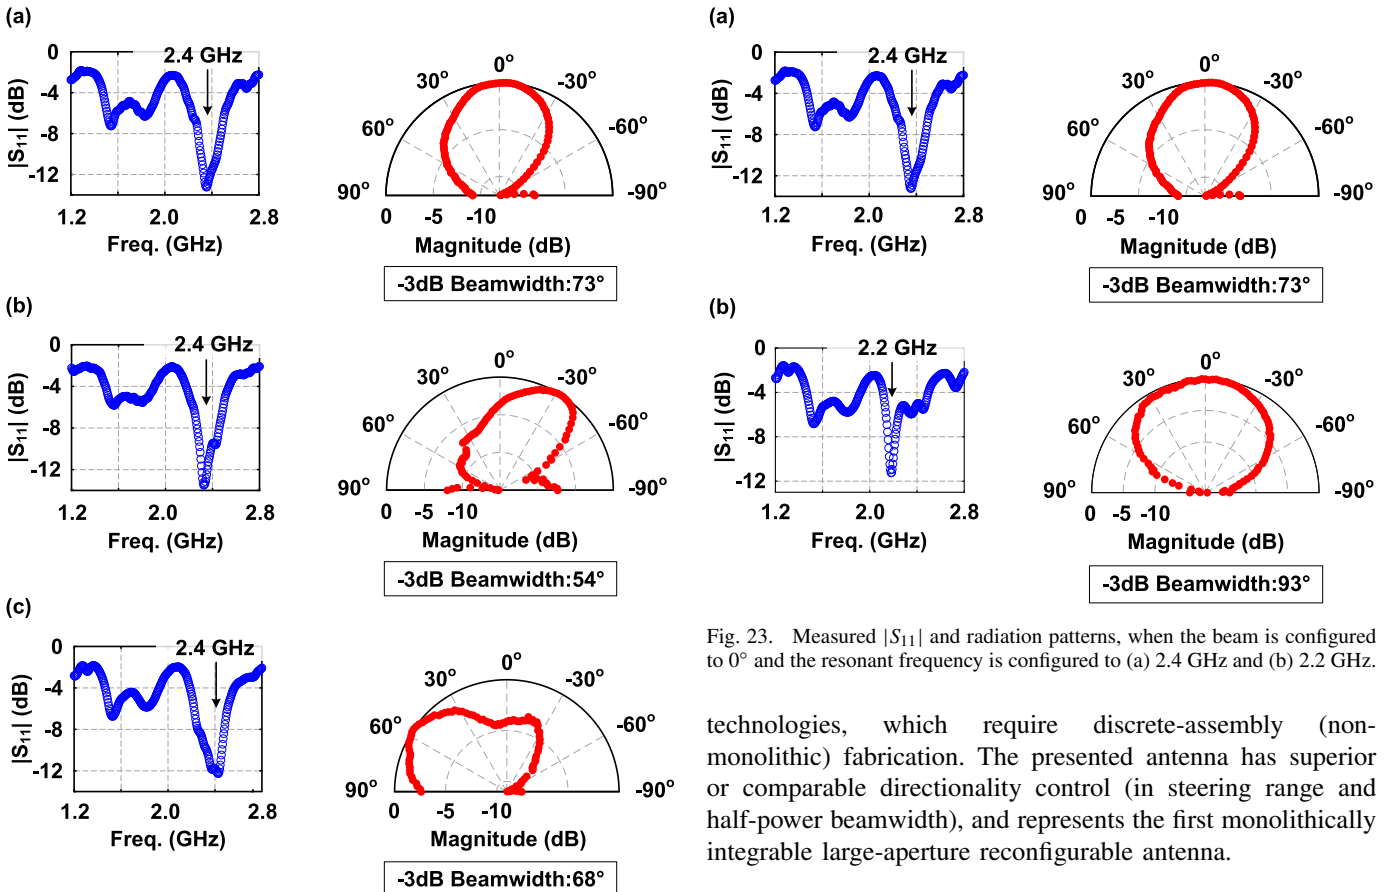 (a)
0
-4
-8
-12
|S11| (dB)
2.4 GHz
1.2 2.0 2.8
Freq. (GHz)
0°
30° -30°
60° -60°
90° -90°
0 -5 -10
Magnitude (dB)
-3dB Beamwidth:73°
(b)
0
-4
-8
-12
|S11| (dB)
2.4 GHz
1.2 2.0 2.8
Freq. (GHz)
0°
30° -30°
60° -60°
90° -90°
0 -5 -10
Magnitude (dB)
-3dB Beamwidth:54°
(c)
0
-4
-8
-12
|S11| (dB)
2.4 GHz
1.2 2.0 2.8
Freq. (GHz)
0°
30° -30°
60° -60°
90° -90°
0 -5 -10
Magnitude (dB)
-3dB Beamwidth:68°
(a)
0
-4
-8
-12
|S11| (dB)
2.4 GHz
1.2 2.0 2.8
Freq. (GHz)
0°
30° -30°
60° -60°
90° -90°
0 -5 -10
Magnitude (dB)
-3dB Beamwidth:73°
(b)
0
-4
-8
-12
|S11| (dB)
2.2 GHz
1.2 2.0 2.8
Freq. (GHz)
0°
30° -30°
60° -60°
90° -90°
0 -5 -10
Magnitude (dB)
-3dB Beamwidth:93°
Fig. 23. Measured |S11| and radiation patterns, when the beam is configured
to 0° and the resonant frequency is configured to (a) 2.4 GHz and (b) 2.2 GHz.
technologies, which require discrete-assembly (non-
monolithic) fabrication. The presented antenna has superior
or comparable directionality control (in steering range and
half-power beamwidth), and represents the first monolithically
integrable large-aperture reconfigurable antenna.